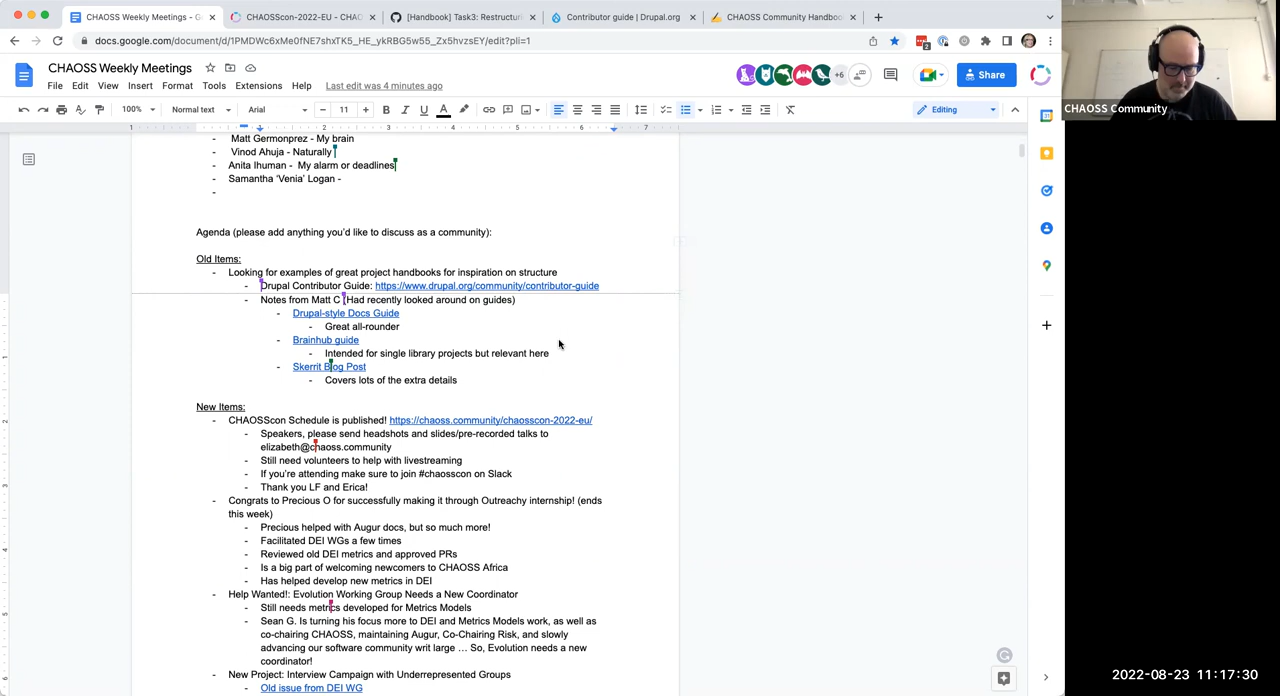 CHAOSS Weekly Meetings - Go
CHAOSScon-2022-EU - CHAO
[Handbook] Task3: Restructuri
Contributor guide | Drupal.org
CHAOSS Community Handboo
docs.google.com/document/d/1PMDWc6xMe0fNE7shxTK5_HE_ykRBG5w55_Zx5hvzsEY/edit?pli=1
CHAOSS Weekly Meetings
File Edit View Insert Format Tools Extensions Help Last edit was 4 minutes ago
+6
Share
100% Normal text Arial 11 Editing
1 1 2 3 4 5 6 7
- Matt Germonprez - My brain
- Vinod Ahuja - Naturally
- Anita Ihuman - My alarm or deadlines
- Samantha 'Venia' Logan -
-
Agenda (please add anything you'd like to discuss as a community):
Old Items:
- Looking for examples of great project handbooks for inspiration on structure
- Drupal Contributor Guide: https://www.drupal.org/community/contributor-guide
- Notes from Matt C (Had recently looked around on guides)
- Drupal-style Docs Guide
- Great all-rounder
- Brainhub guide
- Intended for single library projects but relevant here
- Skerrit Blog Post
- Covers lots of the extra details
New Items:
- CHAOSScon Schedule is published! https://chaoss.community/chaosscon-2022-eu/
- Speakers, please send headshots and slides/pre-recorded talks to
elizabeth@chaoss.community
- Still need volunteers to help with livestreaming
- If you're attending make sure to join #chaosscon on Slack
- Thank you LF and Erica!
- Congrats to Precious O for successfully making it through Outreachy internship! (ends
this week)
- Precious helped with Augur docs, but so much more!
- Facilitated DEI WGs a few times
- Reviewed old DEI metrics and approved PRs
- Is a big part of welcoming newcomers to CHAOSS Africa
- Has helped develop new metrics in DEI
- Help Wanted!: Evolution Working Group Needs a New Coordinator
- Still needs metrics developed for Metrics Models
- Sean G. Is turning his focus more to DEI and Metrics Models work, as well as
co-chairing CHAOSS, maintaining Augur, Co-Chairing Risk, and slowly
advancing our software community writ large … So, Evolution needs a new
coordinator!
- New Project: Interview Campaign with Underrepresented Groups
- Old issue from DEI WG
CHAOSS Community
2022-08-23 11:17:30